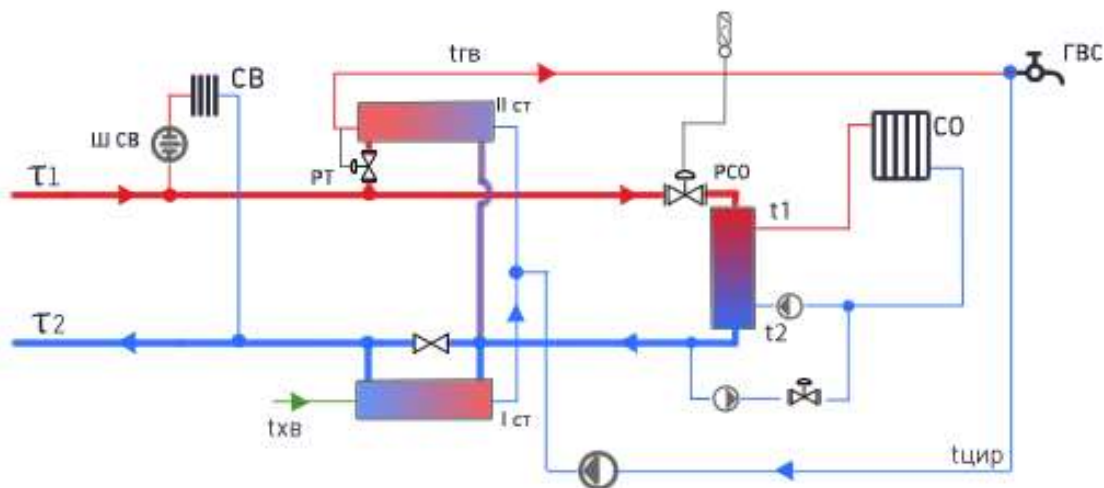 tгв
ГВС
СВ
II ст
Ш СВ
СО
РТ
РСО
τ1
t1
τ2
t2
I ст
tхв
tцир